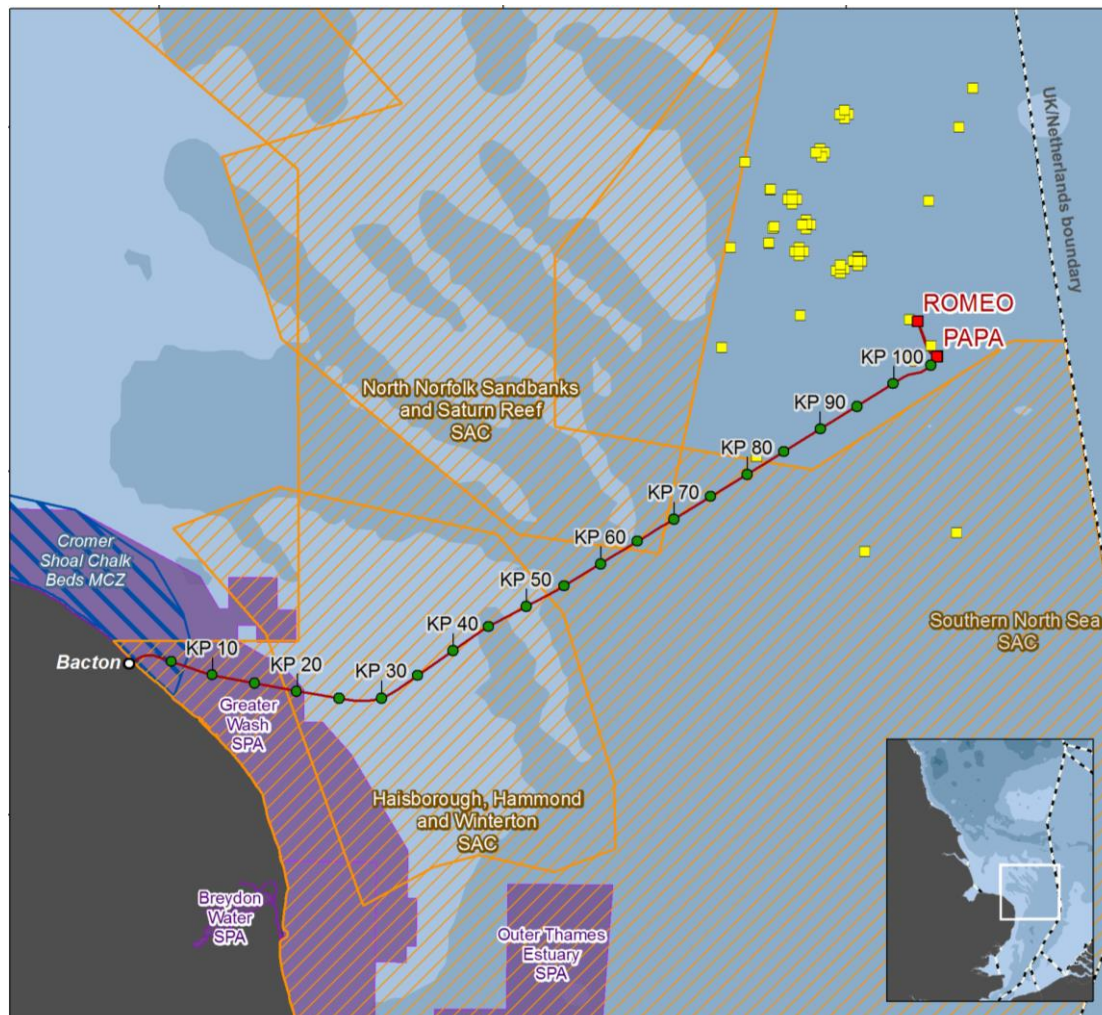 UK/Netherlands boundary
ROMEO
PAPA
KP 100
KP 90
KP 80
KP 70
KP 60
KP 50
KP 40
KP 30
KP 20
KP 10
North Norfolk Sandbanks
and Saturn Reef
SAC
Cromer
Shoal Chalk
Beds MCZ
Bacton
Southern North Sea
SAC
Greater
Wash
SPA
Haisborough, Hammond
and Winterton
SAC
Breydon
Water
SPA
Outer Thames
Estuary
SPA